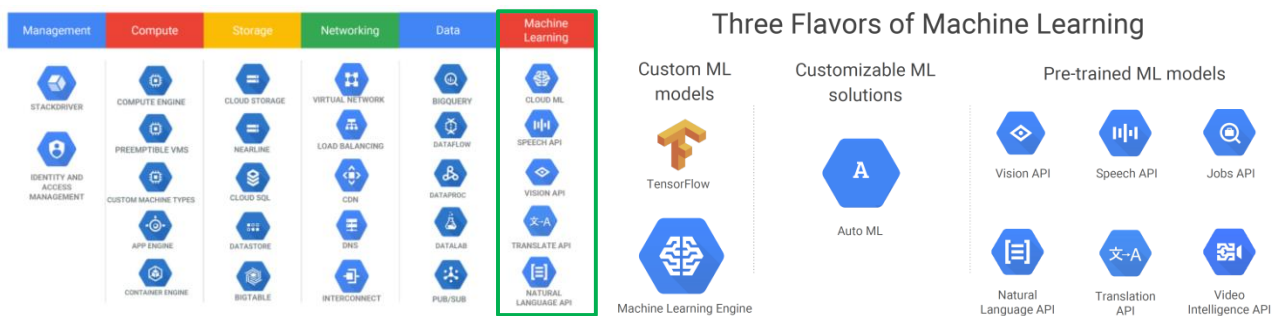 Management
Compute
Storage
Networking
Data
Machine
Learning
STACKDRIVER
IDENTITY AND
ACCESS
MANAGEMENT
COMPUTE ENGINE
PREEMPTIBLE VMS
CUSTOM MACHINE TYPES
APP ENGINE
CONTAINER ENGINE
CLOUD STORAGE
NEARLINE
CLOUD SQL
DATASTORE
BIGTABLE
VIRTUAL NETWORK
LOAD BALANCING
CDN
DNS
INTERCONNECT
BIGQUERY
DATAFLOW
DATAPROC
DATALAB
PUB/SUB
CLOUD ML
SPEECH API
VISION API
文→A
TRANSLATE API
NATURAL
LANGUAGE API
Three Flavors of Machine Learning
Custom ML
models
TensorFlow
Machine Learning Engine
Customizable ML
solutions
A
Auto ML
Pre-trained ML models
Vision API
Speech API
Jobs API
Natural
Language API
文→A
Translation
API
Video
Intelligence API